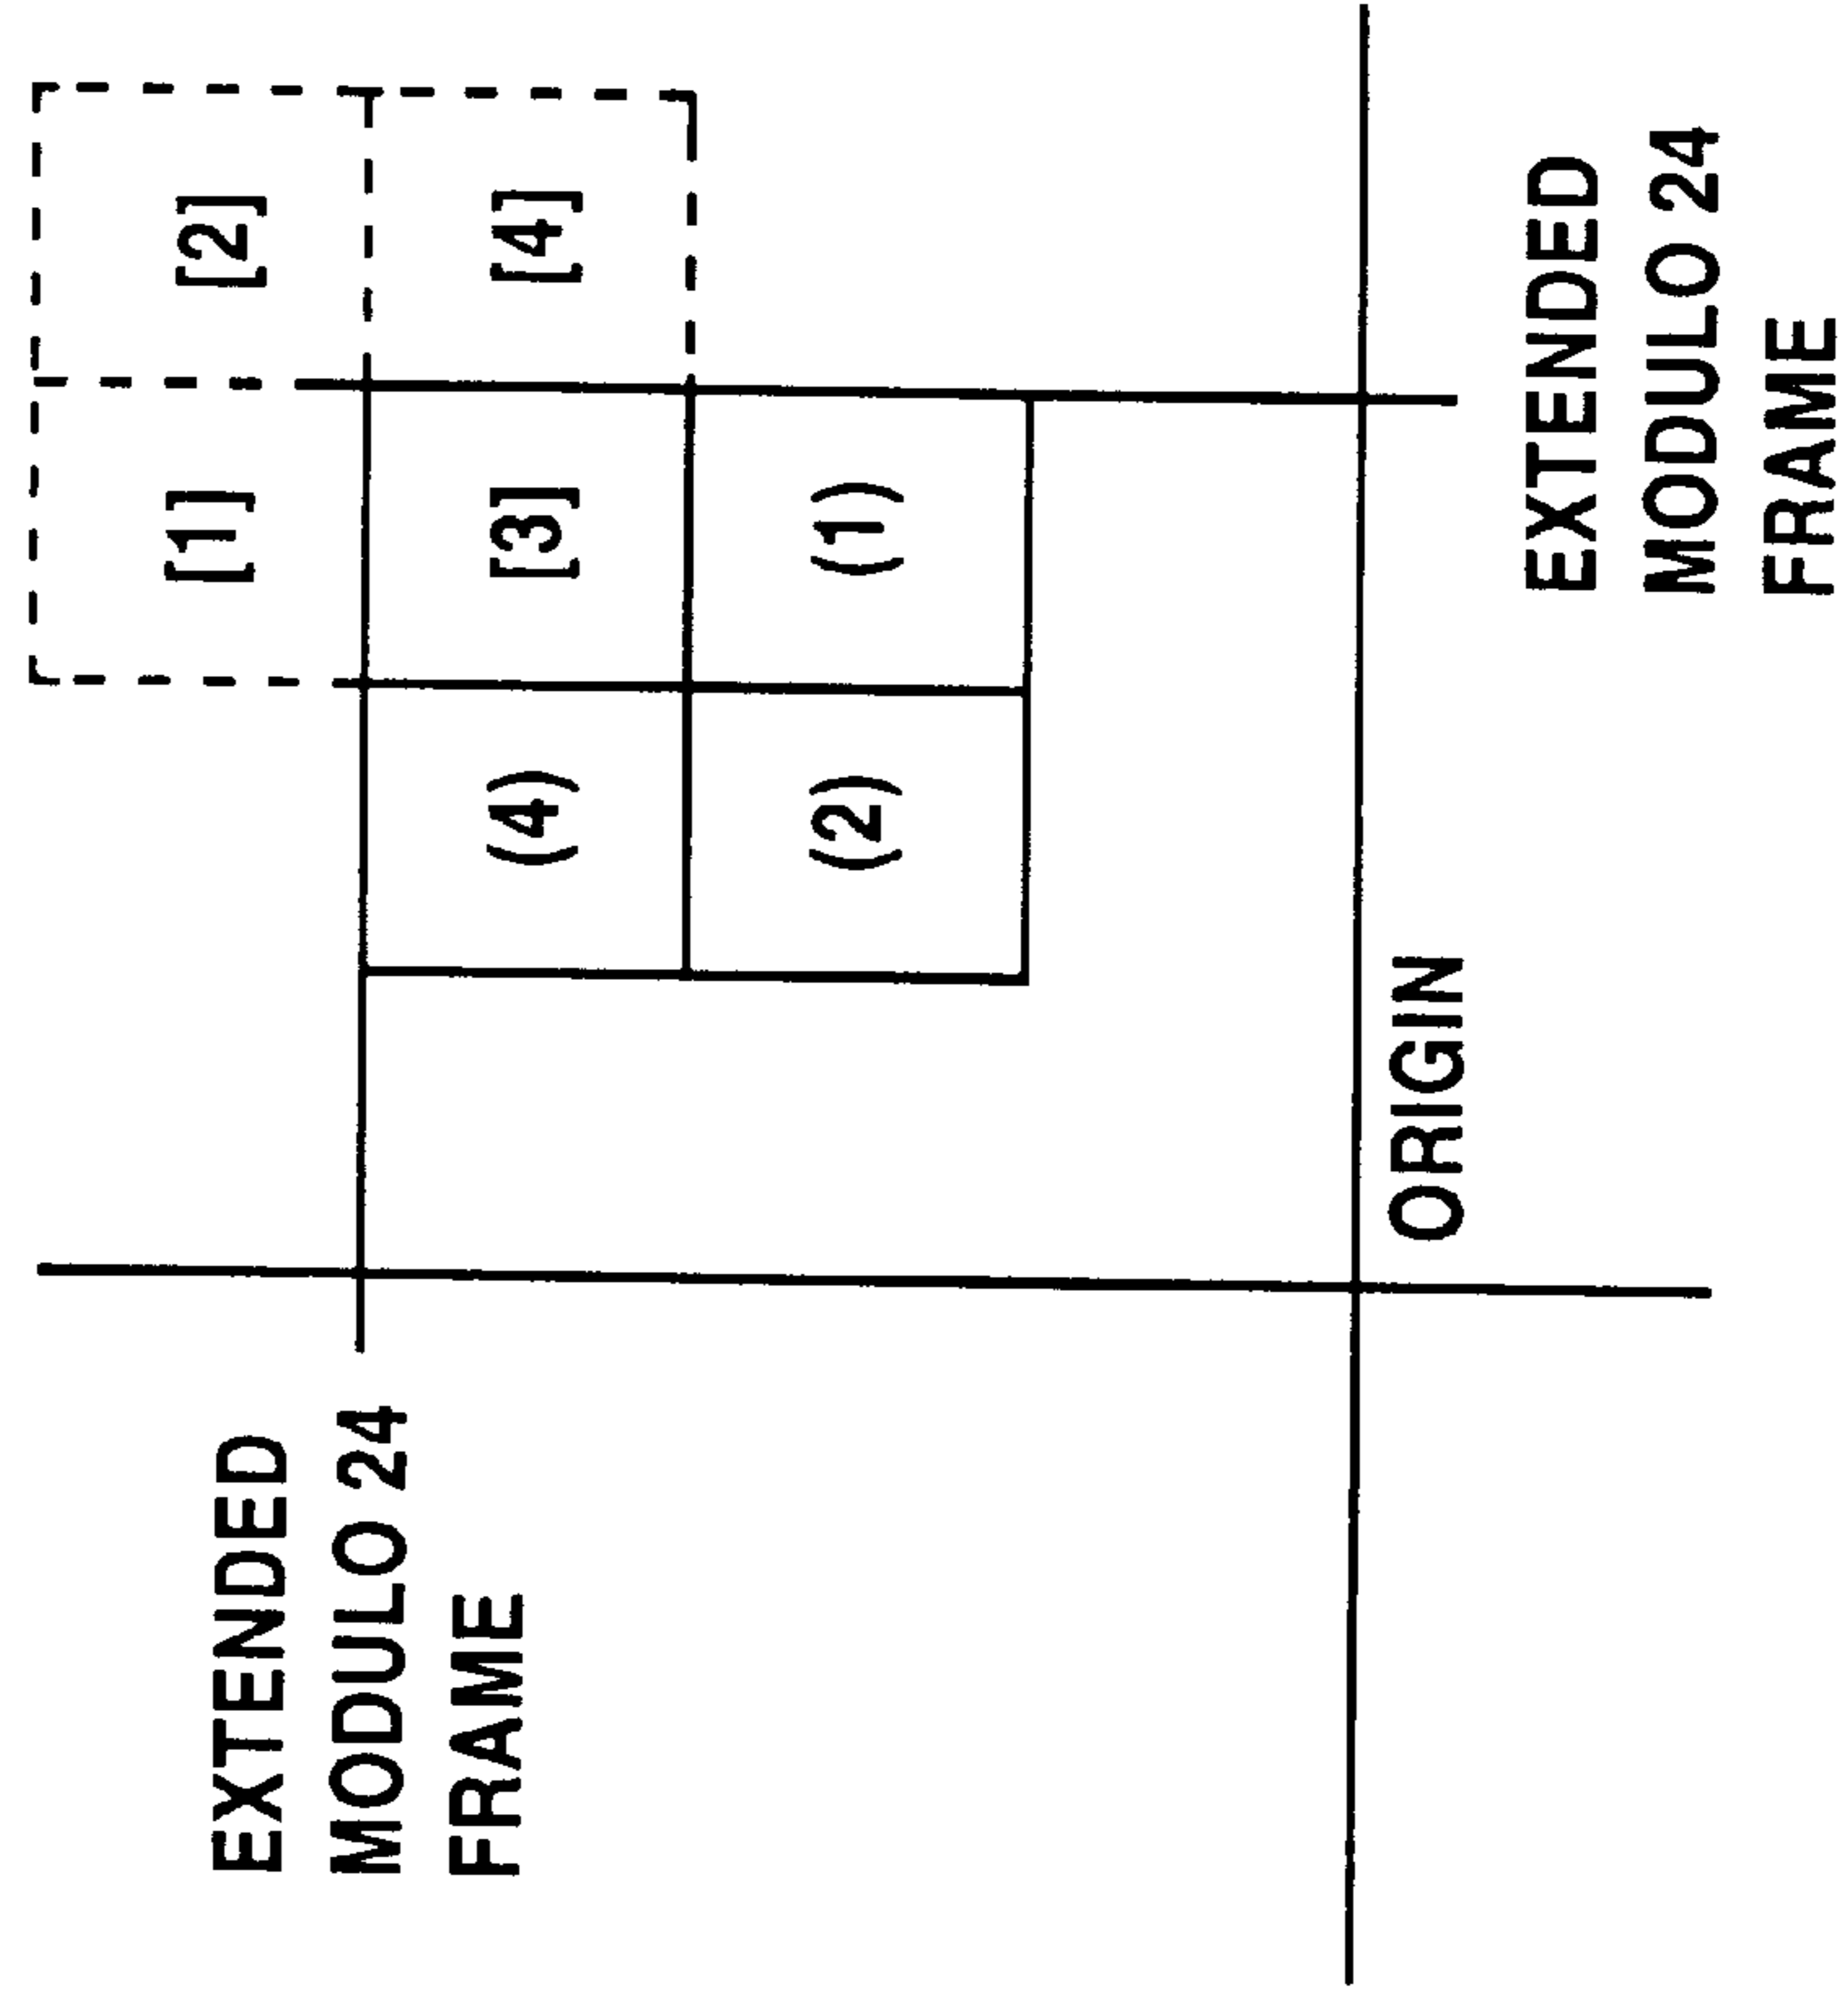 [1] [2]
EXTENDED
MODULO 24
FRAME
(4) [3] [4]
(2) (1)
ORIGIN
EXTENDED
MODULO 24
FRAME